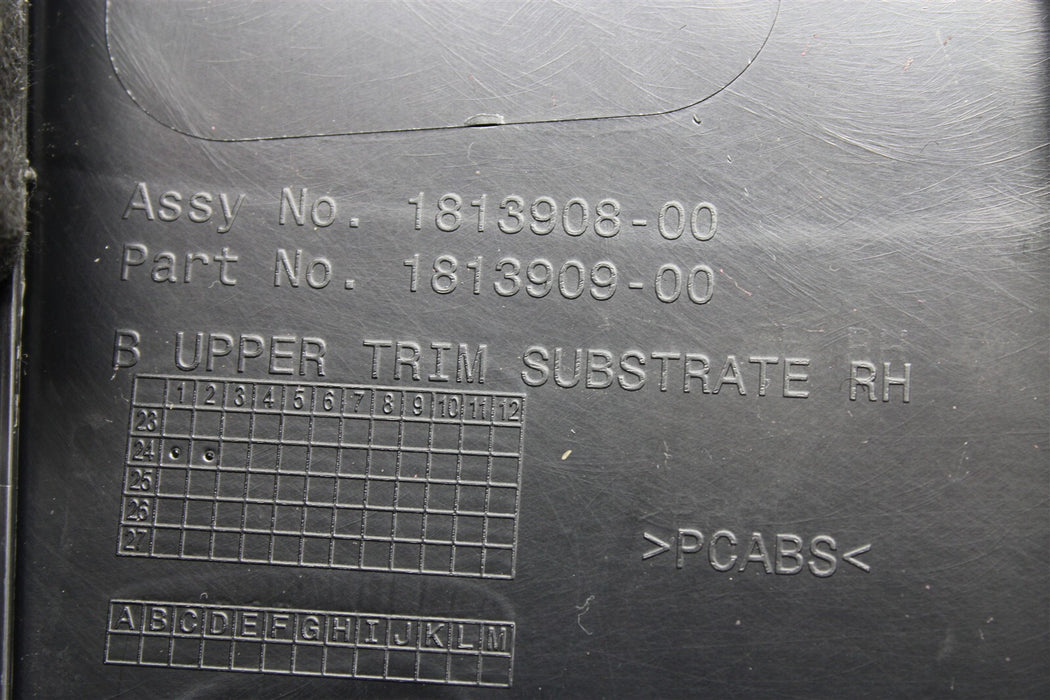 Assy No. 1813908-00
Part No. 1813909-00
B UPPER TRIM SUBSTRATE RH
1 2 3 4 5 6 7 8 9 10 11 12
23
24
25
26
27
>PCABS<
A B C D E F G H I J K L M